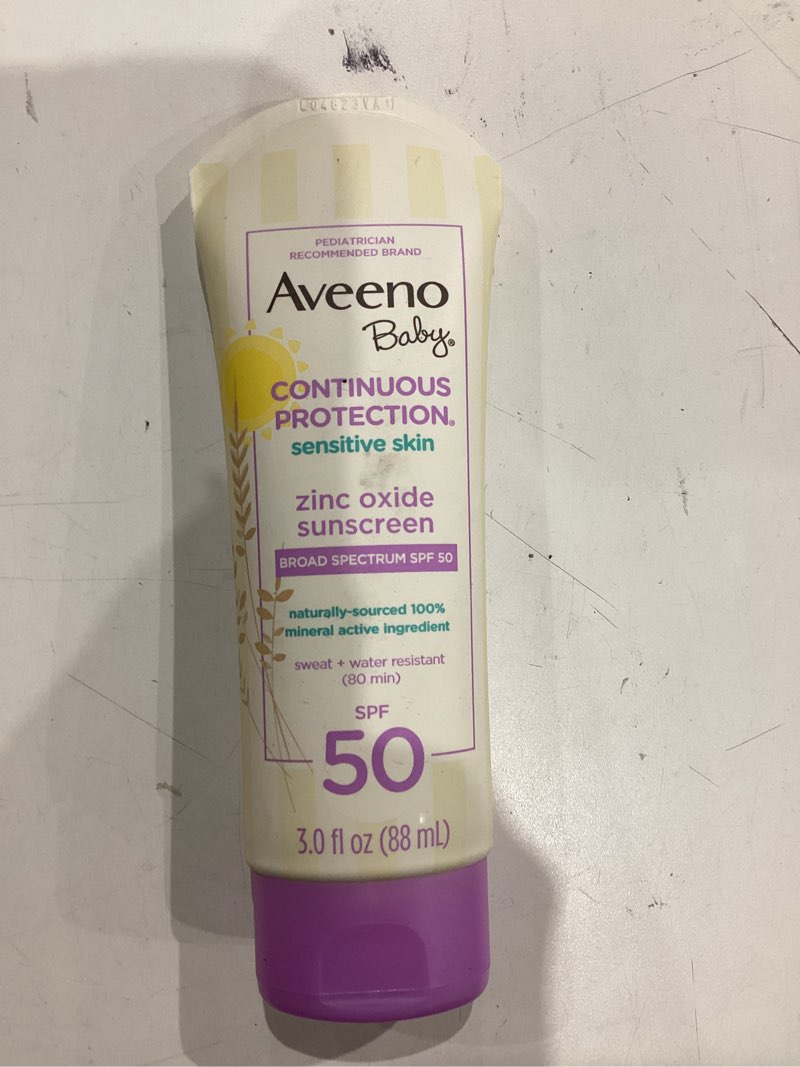 L04823VA1
PEDIATRICIAN
RECOMMENDED BRAND
Aveeno
Baby®
CONTINUOUS
PROTECTION®
sensitive skin
zinc oxide
sunscreen
BROAD SPECTRUM SPF 50
naturally-sourced 100%
mineral active ingredient
sweat + water resistant
(80 min)
SPF
50
3.0 fl oz (88 mL)